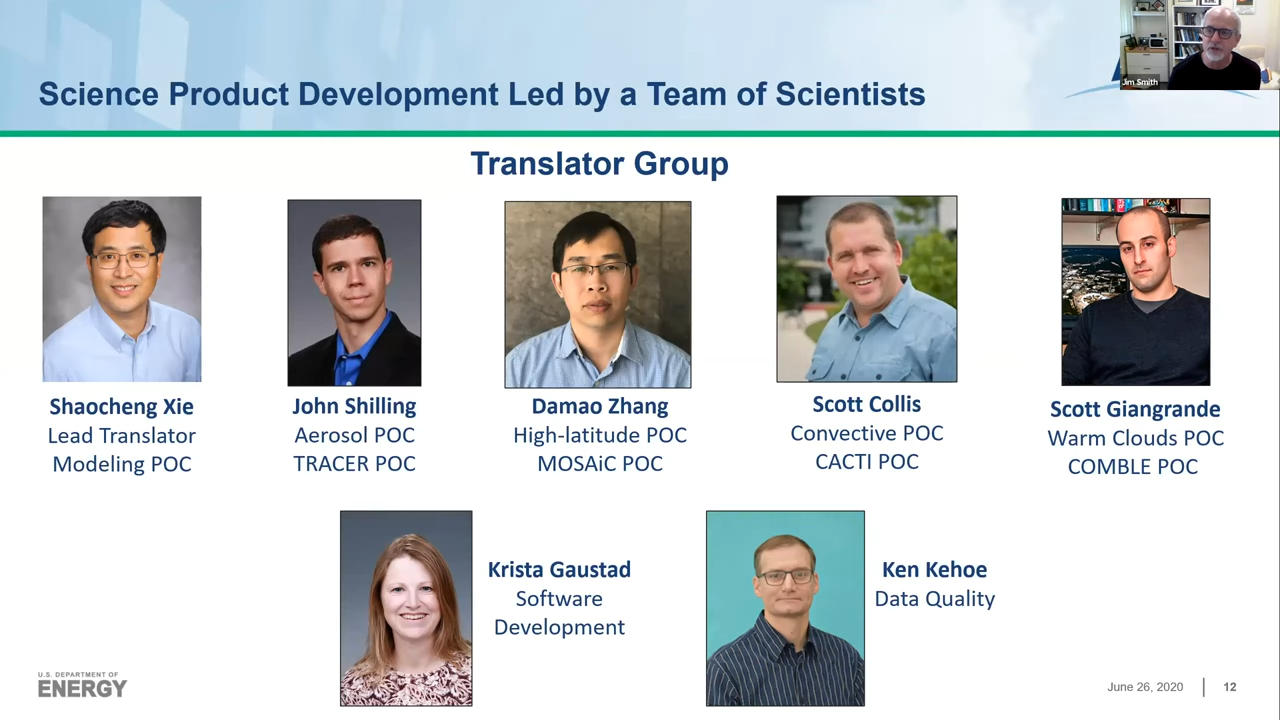 Jim Smith
Science Product Development Led by a Team of Scientists
Translator Group
Shaocheng Xie
Lead Translator
Modeling POC
John Shilling
Aerosol POC
TRACER POC
Damao Zhang
High-latitude POC
MOSAiC POC
Scott Collis
Convective POC
CACTI POC
Scott Giangrande
Warm Clouds POC
COMBLE POC
Krista Gaustad
Software
Development
Ken Kehoe
Data Quality
U.S. DEPARTMENT OF
ENERGY
June 26, 2020
12